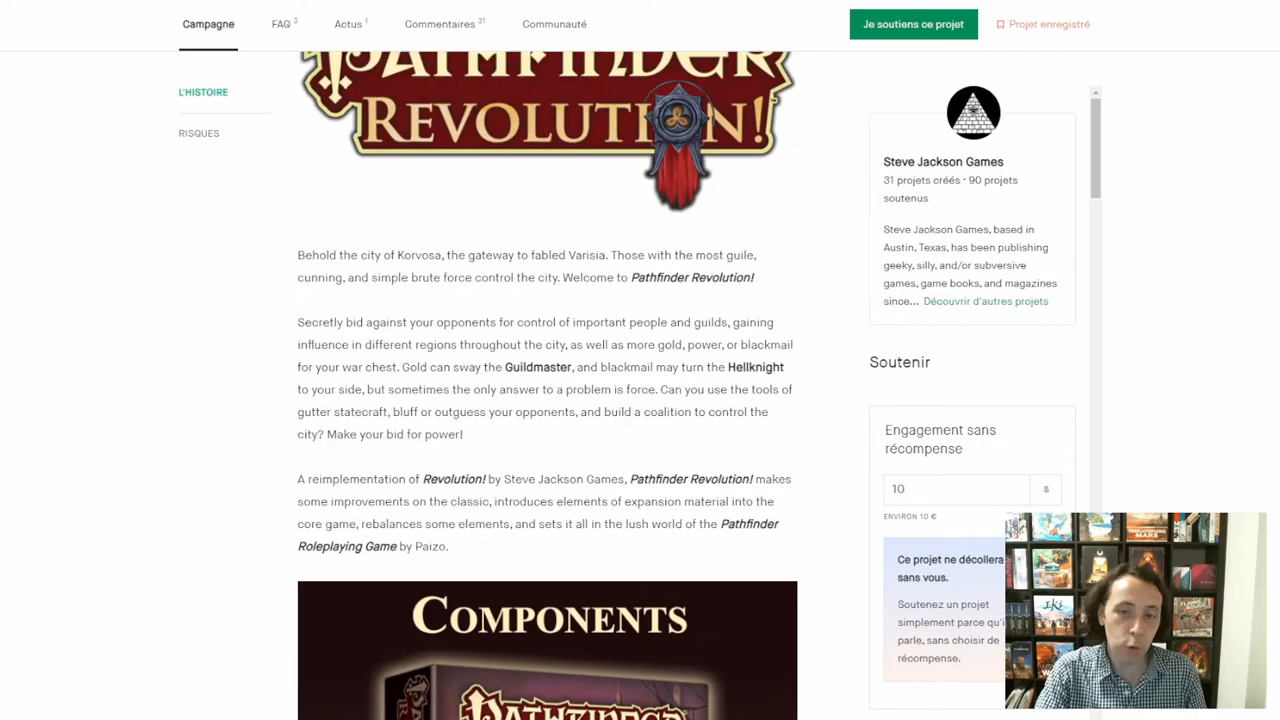 Campagne
FAQ 3
Actus 1
Commentaires 31
Communauté
Je soutiens ce projet
Projet enregistré
L'HISTOIRE
RISQUES
PATHFINDER
REVOLUTION!
Behold the city of Korvosa, the gateway to fabled Varisia. Those with the most guile,
cunning, and simple brute force control the city. Welcome to Pathfinder Revolution!
Secretly bid against your opponents for control of important people and guilds, gaining
influence in different regions throughout the city, as well as more gold, power, or blackmail
for your war chest. Gold can sway the Guildmaster, and blackmail may turn the Hellknight
to your side, but sometimes the only answer to a problem is force. Can you use the tools of
gutter statecraft, bluff or outguess your opponents, and build a coalition to control the
city? Make your bid for power!
A reimplementation of Revolution! by Steve Jackson Games, Pathfinder Revolution! makes
some improvements on the classic, introduces elements of expansion material into the
core game, rebalances some elements, and sets it all in the lush world of the Pathfinder
Roleplaying Game by Paizo.
COMPONENTS
PATHFINDER
Steve Jackson Games
31 projets créés · 90 projets
soutenus
Steve Jackson Games, based in
Austin, Texas, has been publishing
geeky, silly, and/or subversive
games, game books, and magazines
since... Découvrir d'autres projets
Soutenir
Engagement sans
récompense
10 $
ENVIRON 10 €
Ce projet ne décollera
sans vous.
Soutenez un projet
simplement parce qu'i
parle, sans choisir de
récompense.
MARS
IKI
FLAMME
ROUGE